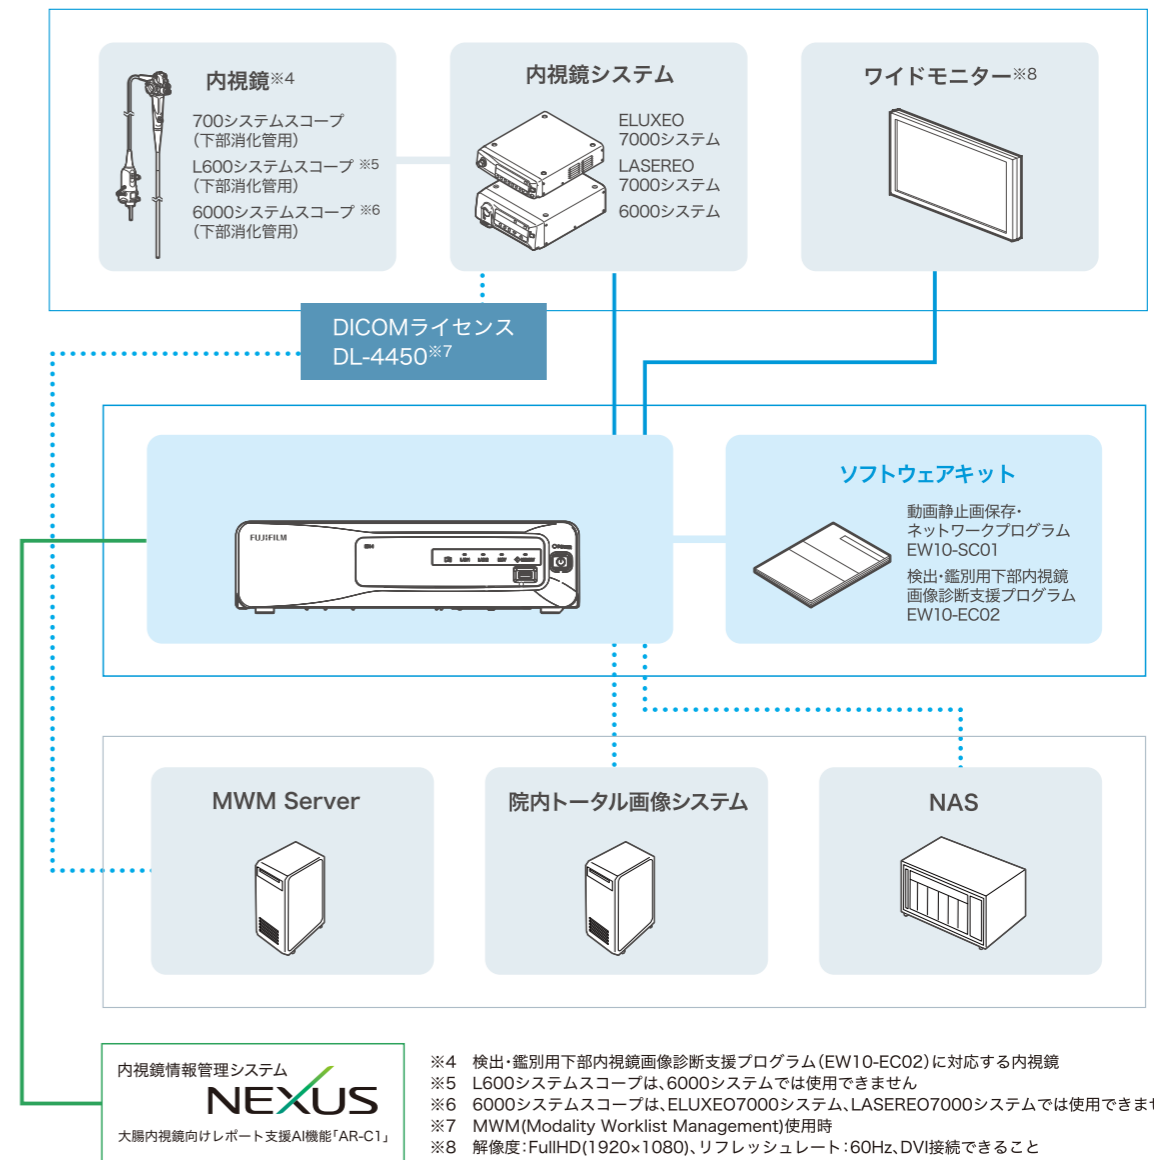 内視鏡※4
700システムスコープ
(下部消化管用)
L600システムスコープ ※5
(下部消化管用)
6000システムスコープ ※6
(下部消化管用)
内視鏡システム
ELUXEO
7000システム
LASEREO
7000システム
6000システム
ワイドモニター※8
DICOMライセンス
DL-4450※7
FUJIFILM
ソフトウェアキット
動画静止画保存・
ネットワークプログラム
EW10-SC01
検出・鑑別用下部内視鏡
画像診断支援プログラム
EW10-EC02
MWM Server
院内トータル画像システム
NAS
内視鏡情報管理システム
NEXUS
大腸内視鏡向けレポート支援AI機能「AR-C1」
※4 検出・鑑別用下部内視鏡画像診断支援プログラム(EW10-EC02)に対応する内視鏡
※5 L600システムスコープは、6000システムでは使用できません
※6 6000システムスコープは、ELUXEO7000システム、LASEREO7000システムでは使用できませ
※7 MWM(Modality Worklist Management)使用時
※8 解像度:FullHD(1920×1080)、リフレッシュレート:60Hz、DVI接続できること